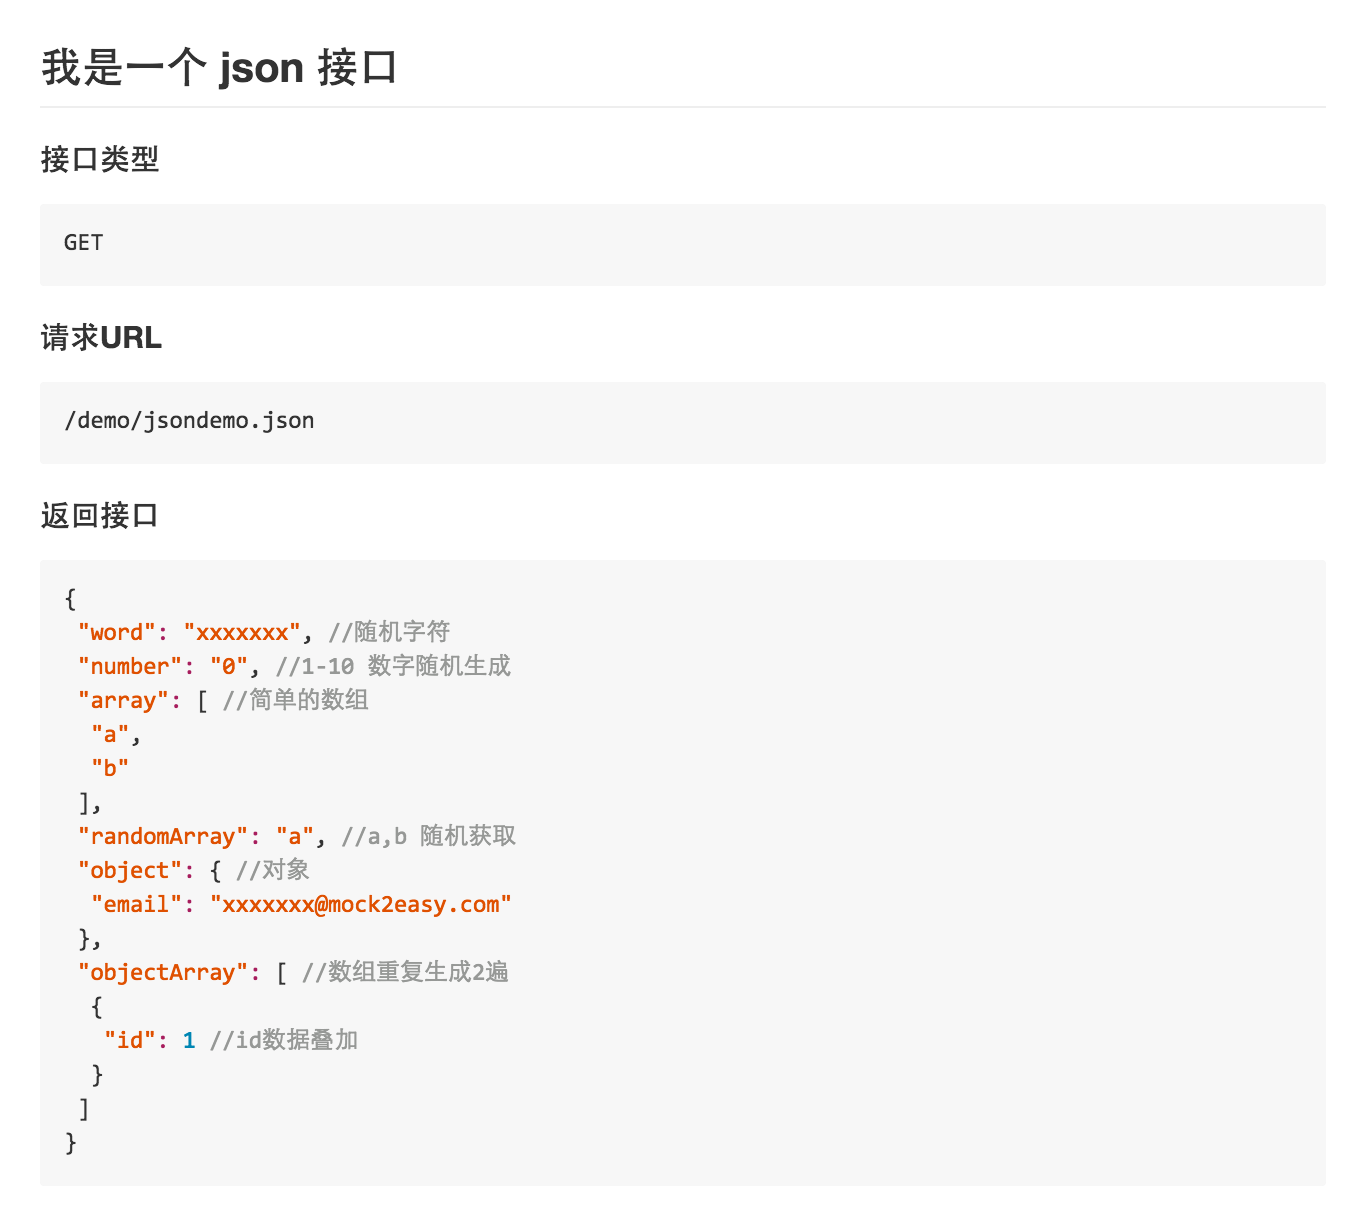 我是一个 json 接口
接口类型
GET
请求URL
/demo/jsondemo.json
返回接口
{
 "word": "xxxxxxx", //随机字符
 "number": "0", //1-10 数字随机生成
 "array": [ //简单的数组
  "a",
  "b"
 ],
 "randomArray": "a", //a,b 随机获取
 "object": { //对象
  "email": "xxxxxxx@mock2easy.com"
 },
 "objectArray": [ //数组重复生成2遍
  {
   "id": 1 //id数据叠加
  }
 ]
}